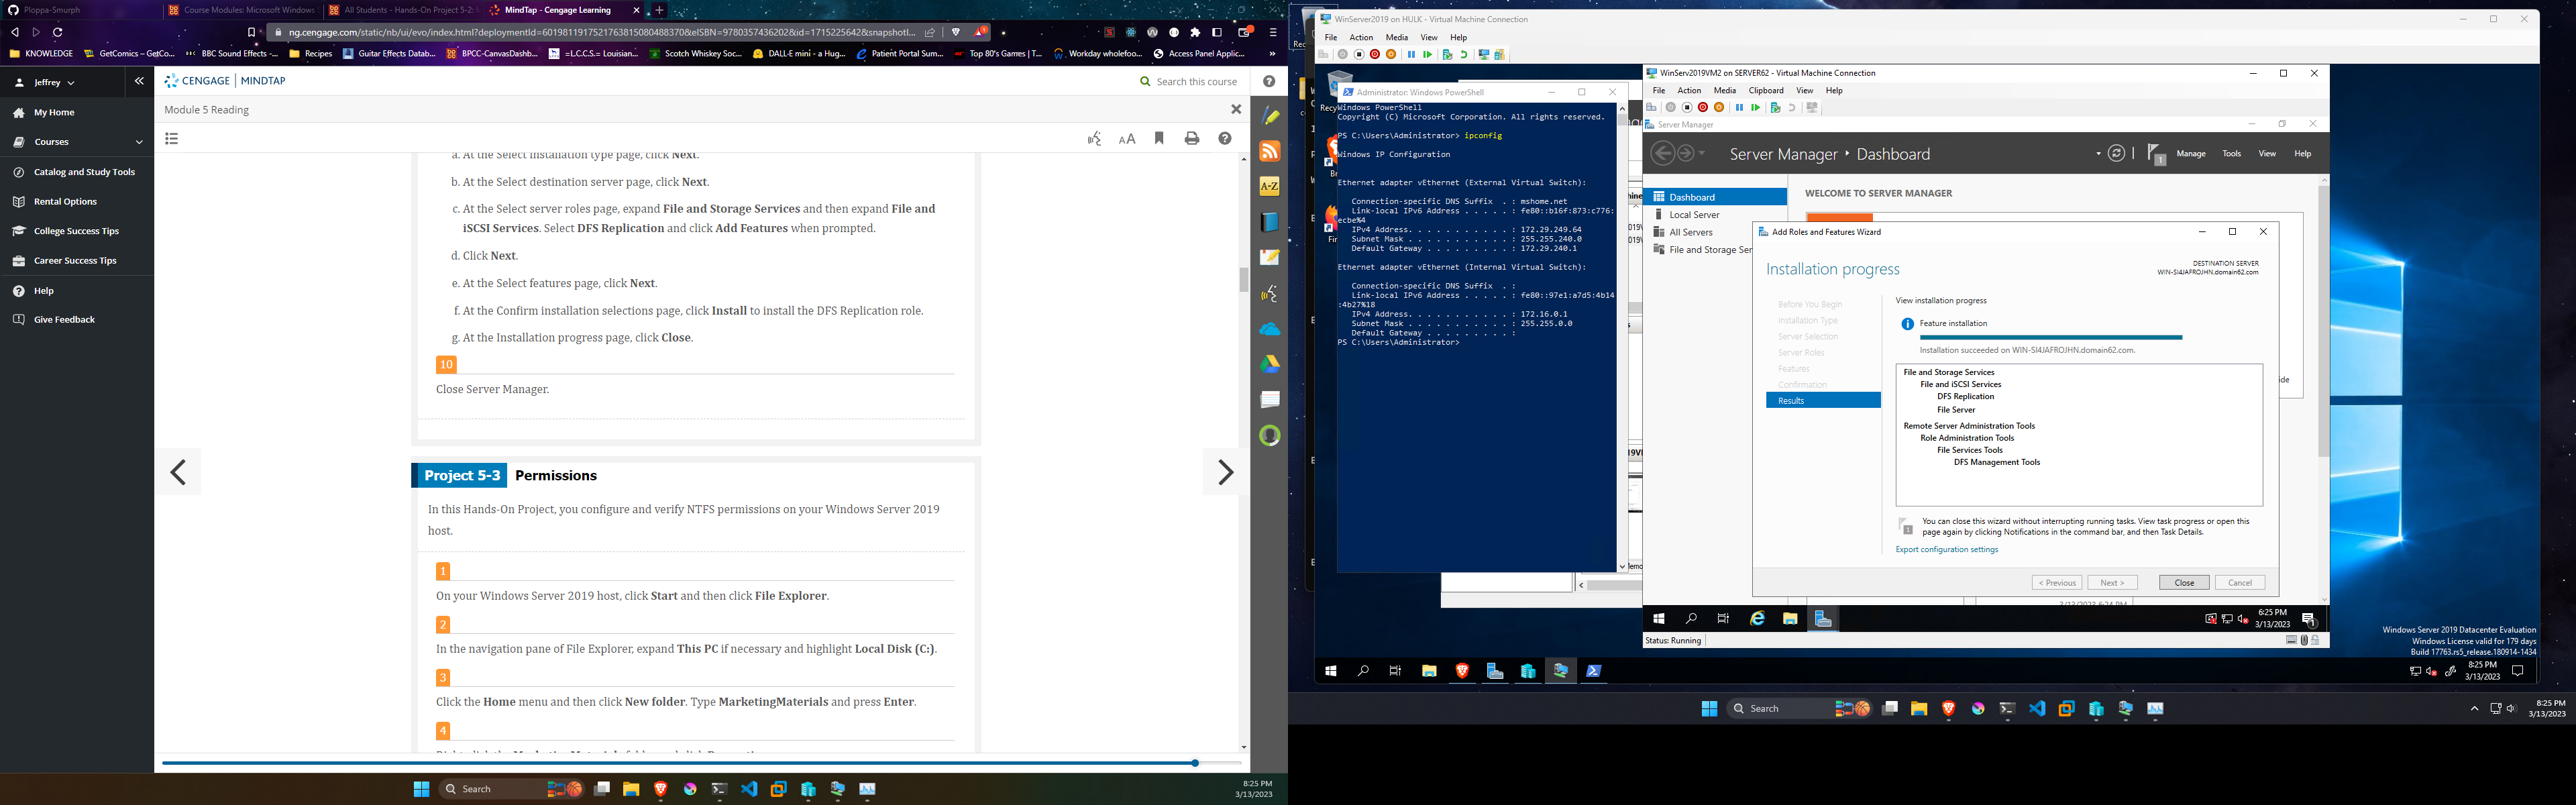 Ploppa-Smurph
Course Modules: Microsoft Windows S
All Students - Hands-On Project 5-2: M
MindTap - Cengage Learning
ng.cengage.com/static/nb/ui/evo/index.html?deploymentId=6019811917521763815080488370&eISBN=9780357436202&id=1715225642&snapshotI...
KNOWLEDGE
GetComics – GetCo...
BBC Sound Effects -...
Recipes
Guitar Effects Datab...
BPCC-CanvasDashb...
=L.C.C.S.= Louisian...
Scotch Whiskey Soc...
DALL·E mini - a Hug...
Patient Portal Sum...
Top 80's Games | T...
Workday wholefoo...
Access Panel Applic...
Jeffrey
CENGAGE | MINDTAP
Search this course
My Home
Module 5 Reading
Courses
Catalog and Study Tools
Rental Options
College Success Tips
Career Success Tips
Help
Give Feedback
AA
A-Z
a. At the Select installation type page, click Next.
b. At the Select destination server page, click Next.
c. At the Select server roles page, expand File and Storage Services and then expand File and
iSCSI Services. Select DFS Replication and click Add Features when prompted.
d. Click Next.
e. At the Select features page, click Next.
f. At the Confirm installation selections page, click Install to install the DFS Replication role.
g. At the Installation progress page, click Close.
10
Close Server Manager.
Project 5-3 Permissions
In this Hands-On Project, you configure and verify NTFS permissions on your Windows Server 2019
host.
1
On your Windows Server 2019 host, click Start and then click File Explorer.
2
In the navigation pane of File Explorer, expand This PC if necessary and highlight Local Disk (C:).
3
Click the Home menu and then click New folder. Type MarketingMaterials and press Enter.
4
Search
8:25 PM
3/13/2023
WinServer2019 on HULK - Virtual Machine Connection
File Action Media View Help
Administrator: Windows PowerShell
Windows PowerShell
Copyright (C) Microsoft Corporation. All rights reserved.
PS C:\Users\Administrator> ipconfig
Windows IP Configuration
Ethernet adapter vEthernet (External Virtual Switch):
Connection-specific DNS Suffix . : mshome.net
Link-local IPv6 Address . . . . . : fe80::b16f:873:c776:
ecbe%4
IPv4 Address. . . . . . . . . . . : 172.29.249.64
Subnet Mask . . . . . . . . . . . : 255.255.240.0
Default Gateway . . . . . . . . . : 172.29.240.1
Ethernet adapter vEthernet (Internal Virtual Switch):
Connection-specific DNS Suffix . :
Link-local IPv6 Address . . . . . : fe80::97e1:a7d5:4b14
:4b27%18
IPv4 Address. . . . . . . . . . . : 172.16.0.1
Subnet Mask . . . . . . . . . . . : 255.255.0.0
Default Gateway . . . . . . . . . :
PS C:\Users\Administrator>
WinServ2019VM2 on SERVER62 - Virtual Machine Connection
File Action Media Clipboard View Help
Server Manager
Server Manager • Dashboard
1
Manage Tools View Help
Dashboard
Local Server
All Servers
File and Storage Ser
WELCOME TO SERVER MANAGER
Add Roles and Features Wizard
Installation progress
DESTINATION SERVER
WIN-SI4JAFROJHN.domain62.com
Before You Begin
Installation Type
Server Selection
Server Roles
Features
Confirmation
Results
View installation progress
Feature installation
Installation succeeded on WIN-SI4JAFROJHN.domain62.com.
File and Storage Services
File and iSCSI Services
DFS Replication
File Server
Remote Server Administration Tools
Role Administration Tools
File Services Tools
DFS Management Tools
You can close this wizard without interrupting running tasks. View task progress or open this
page again by clicking Notifications in the command bar, and then Task Details.
Export configuration settings
< Previous
Next >
Close
Cancel
6:25 PM
3/13/2023
Status: Running
Windows Server 2019 Datacenter Evaluation
Windows License valid for 179 days
Build 17763.rs5_release.180914-1434
8:25 PM
3/13/2023
Search
8:25 PM
3/13/2023